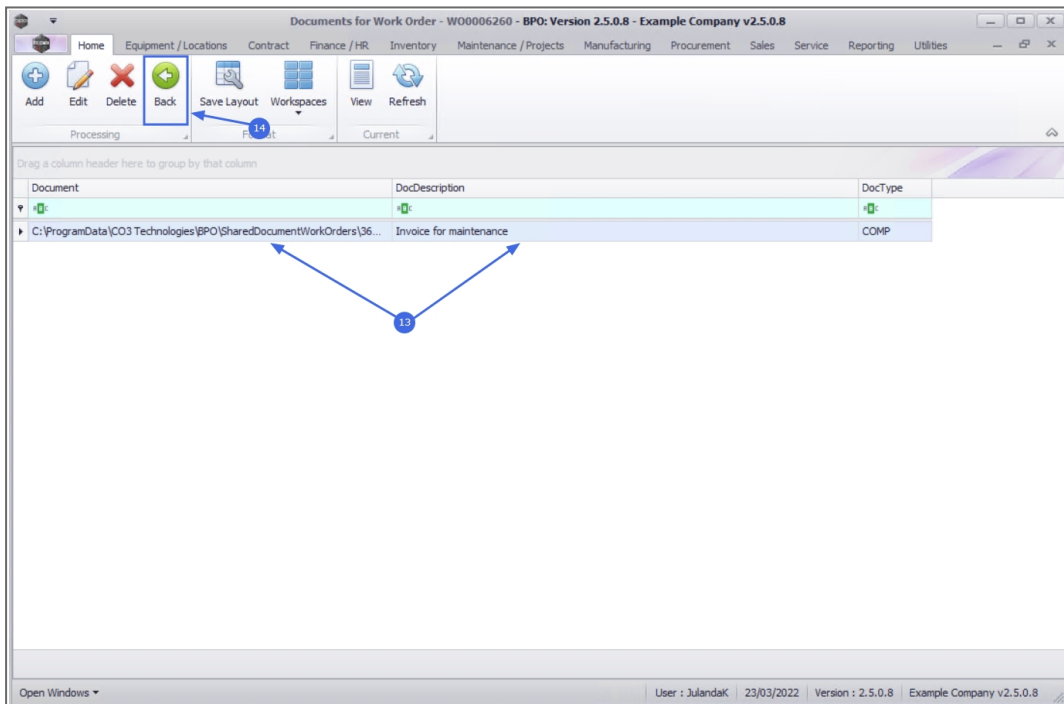 Documents for Work Order - WO0006260 - BPO: Version 2.5.0.8 - Example Company v2.5.0.8
Home Equipment / Locations Contract Finance / HR Inventory Maintenance / Projects Manufacturing Procurement Sales Service Reporting Utilities
Add Edit Delete Back Save Layout Workspaces View Refresh
14
Processing Current
Drag a column header here to group by that column
Document DocDescription DocType
C:\ProgramData\CO3 Technologies\BPO\SharedDocumentWorkOrders\36... Invoice for maintenance COMP
13
Open Windows User : JulandaK 23/03/2022 Version : 2.5.0.8 Example Company v2.5.0.8